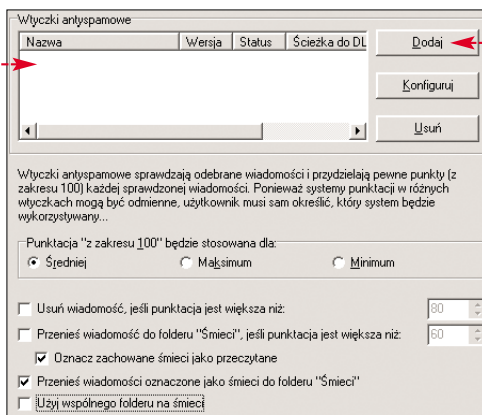 Wtyczki antyspamowe
Nazwa Wersja Status Ścieżka do DL
Dodaj
Konfiguruj
Usuń
Wtyczki antyspamowe sprawdzają odebrane wiadomości i przydzielają pewne punkty (z
zakresu 100) każdej sprawdzonej wiadomości. Ponieważ systemy punktacji w różnych
wtyczkach mogą być odmienne, użytkownik musi sam określić, który system będzie
wykorzystywany...
Punktacja "z zakresu 100" będzie stosowana dla:
Średniej Maksimum Minimum
Usuń wiadomość, jeśli punktacja jest większa niż: 80
Przenieś wiadomość do folderu "Śmieci", jeśli punktacja jest większa niż: 60
Oznacz zachowane śmieci jako przeczytane
Przenieś wiadomości oznaczone jako śmieci do folderu "Śmieci"
Użyj wspólnego folderu na śmieci